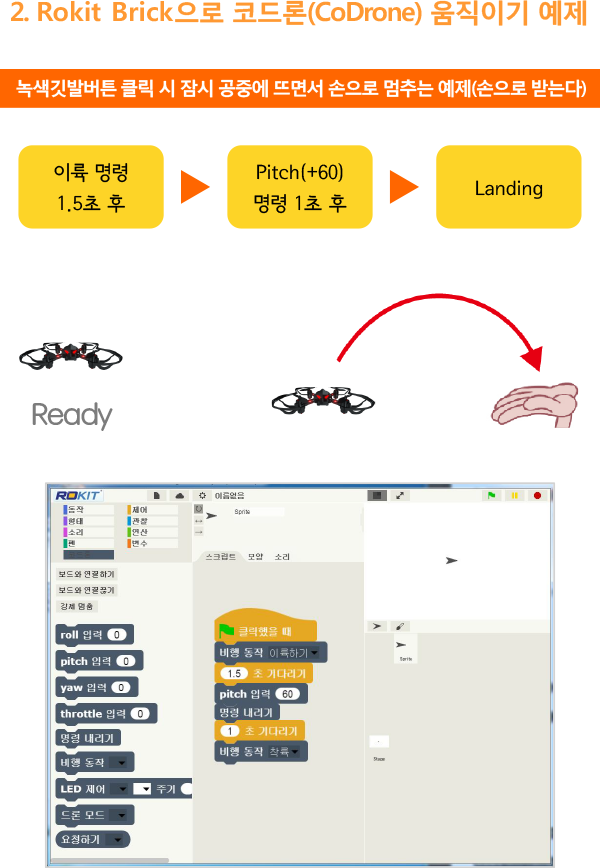 2. Rokit Brick으로 코드론(CoDrone) 움직이기 예제
녹색깃발버튼 클릭 시 잠시 공중에 뜨면서 손으로 멈추는 예제(손으로 받는다)
이륙 명령
1.5초 후
Pitch(+60)
명령 1초 후
Landing
Ready
ROKIT
이름없음
동작
제어
형태
관찰
소리
연산
펜
변수
Sprite
스크립트 모양 소리
보드와 연결하기
보드와 연결끊기
강제 멈춤
roll 입력 0
pitch 입력 0
yaw 입력 0
throttle 입력 0
명령 내리기
비행 동작
LED 제어 주기
드론 모드
요청하기
클릭했을 때
비행 동작 이륙하기
1.5 초 기다리기
pitch 입력 60
명령 내리기
1 초 기다리기
비행 동작 착륙
Sprite
Stage